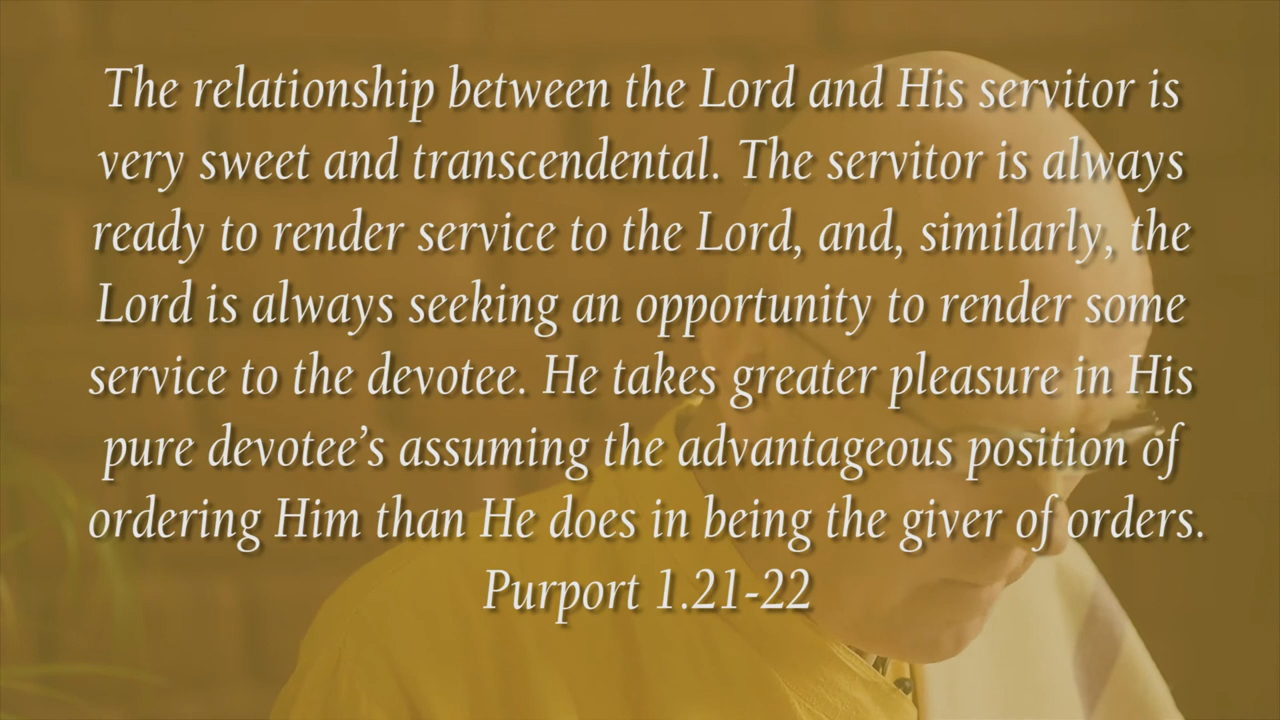 The relationship between the Lord and His servitor is
very sweet and transcendental. The servitor is always
ready to render service to the Lord, and, similarly, the
Lord is always seeking an opportunity to render some
service to the devotee. He takes greater pleasure in His
pure devotee’s assuming the advantageous position of
ordering Him than He does in being the giver of orders.
Purport 1.21-22